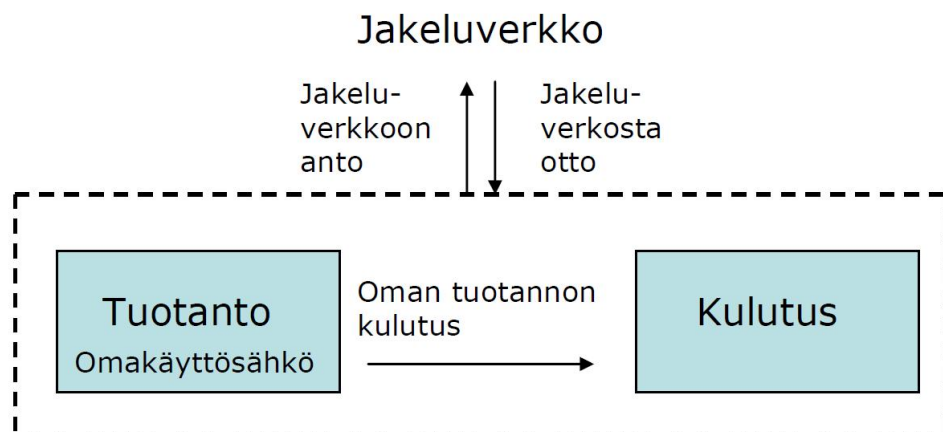 Jakeluverkko
Jakelu-
verkkoon
anto
Jakelu-
verkosta
otto
Tuotanto
Omakäyttösähkö
Oman tuotannon
kulutus
Kulutus